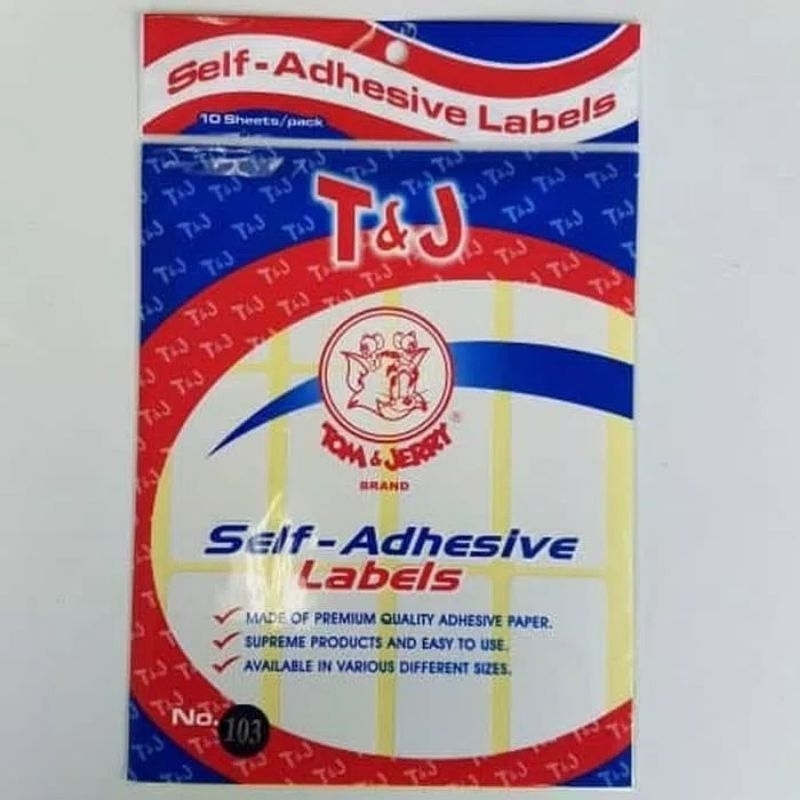 Self-Adhesive Labels
10 Sheets/pack
T&J
TOM & JERRY®
BRAND
Self-Adhesive
Labels
MADE OF PREMIUM QUALITY ADHESIVE PAPER.
SUPREME PRODUCTS AND EASY TO USE.
AVAILABLE IN VARIOUS DIFFERENT SIZES.
No. 103